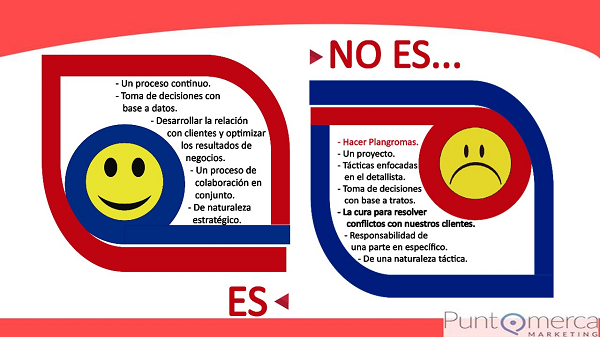 - Un proceso continuo.
- Toma de decisiones con
base a datos.
- Desarrollar la relación
con clientes y optimizar
los resultados de
negocios.
- Un proceso de
colaboración en
conjunto.
- De naturaleza
estratégico.
ES
NO ES...
- Hacer Plangromas.
- Un proyecto.
- Tácticas enfocadas
en el detallista.
- Toma de decisiones
con base a tratos.
- La cura para resolver
conflictos con nuestros clientes.
- Responsabilidad de
una parte en específico.
- De una naturaleza táctica.
Puntomerca
MARKETING